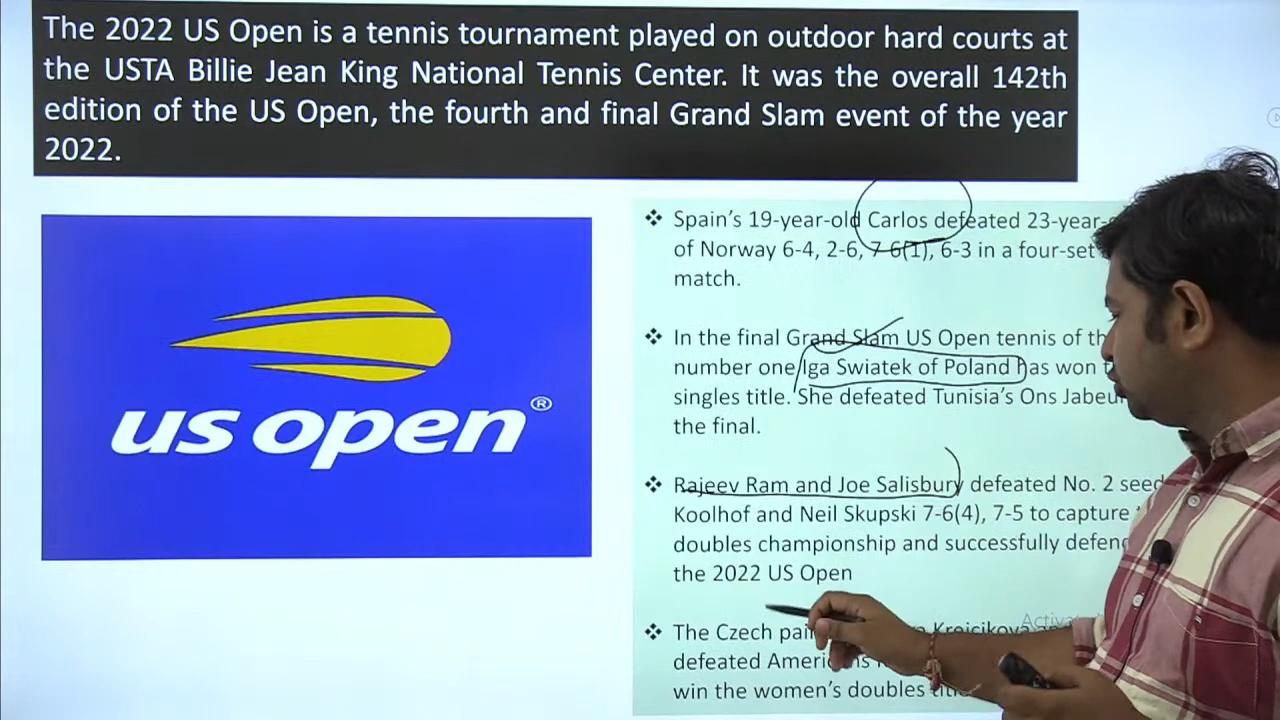 The 2022 US Open is a tennis tournament played on outdoor hard courts at
the USTA Billie Jean King National Tennis Center. It was the overall 142th
edition of the US Open, the fourth and final Grand Slam event of the year
2022.
us open®
❖ Spain's 19-year-old Carlos defeated 23-year-
of Norway 6-4, 2-6, 7-6(1), 6-3 in a four-set
match.
❖ In the final Grand Slam US Open tennis of
number one Iga Swiatek of Poland has won
singles title. She defeated Tunisia's Ons Jabeur
the final.
❖ Rajeev Ram and Joe Salisbury defeated No. 2 seed
Koolhof and Neil Skupski 7-6(4), 7-5 to capture
doubles championship and successfully
the 2022 US Open
❖ The Czech Krejcikova
defeated
win the women's doubles